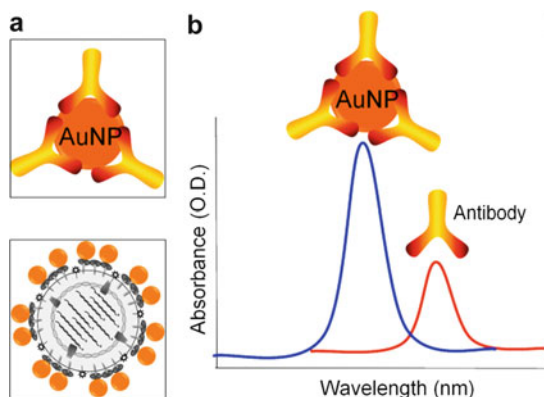 a
AuNP
b
AuNP
Antibody
Absorbance (O.D.)
Wavelength (nm)